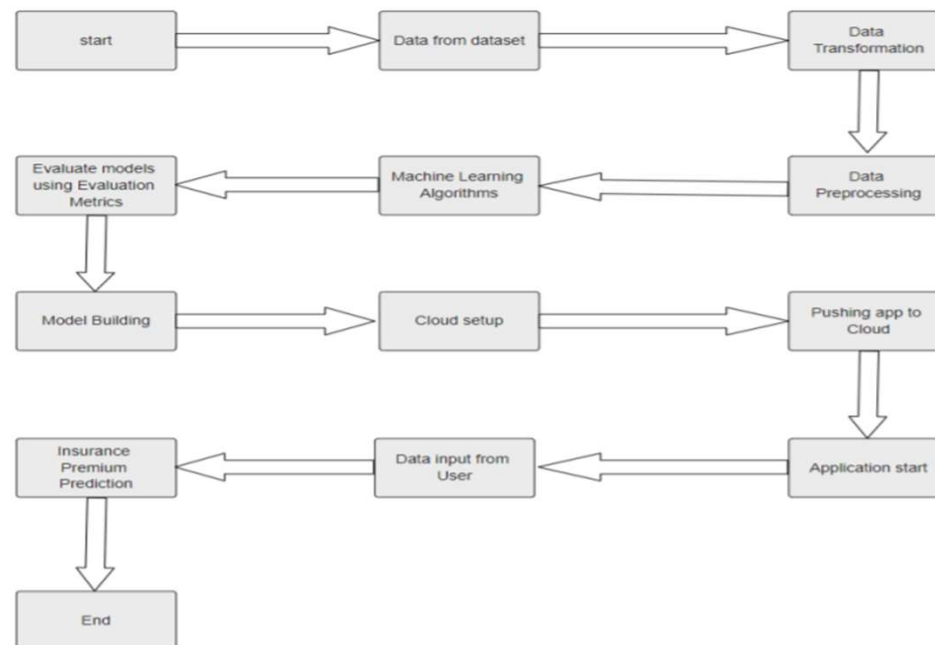 start
Data from dataset
Data
Transformation
Evaluate models
using Evaluation
Metrics
Machine Learning
Algorithms
Data
Preprocessing
Model Building
Cloud setup
Pushing app to
Cloud
Insurance
Premium
Prediction
Data input from
User
Application start
End